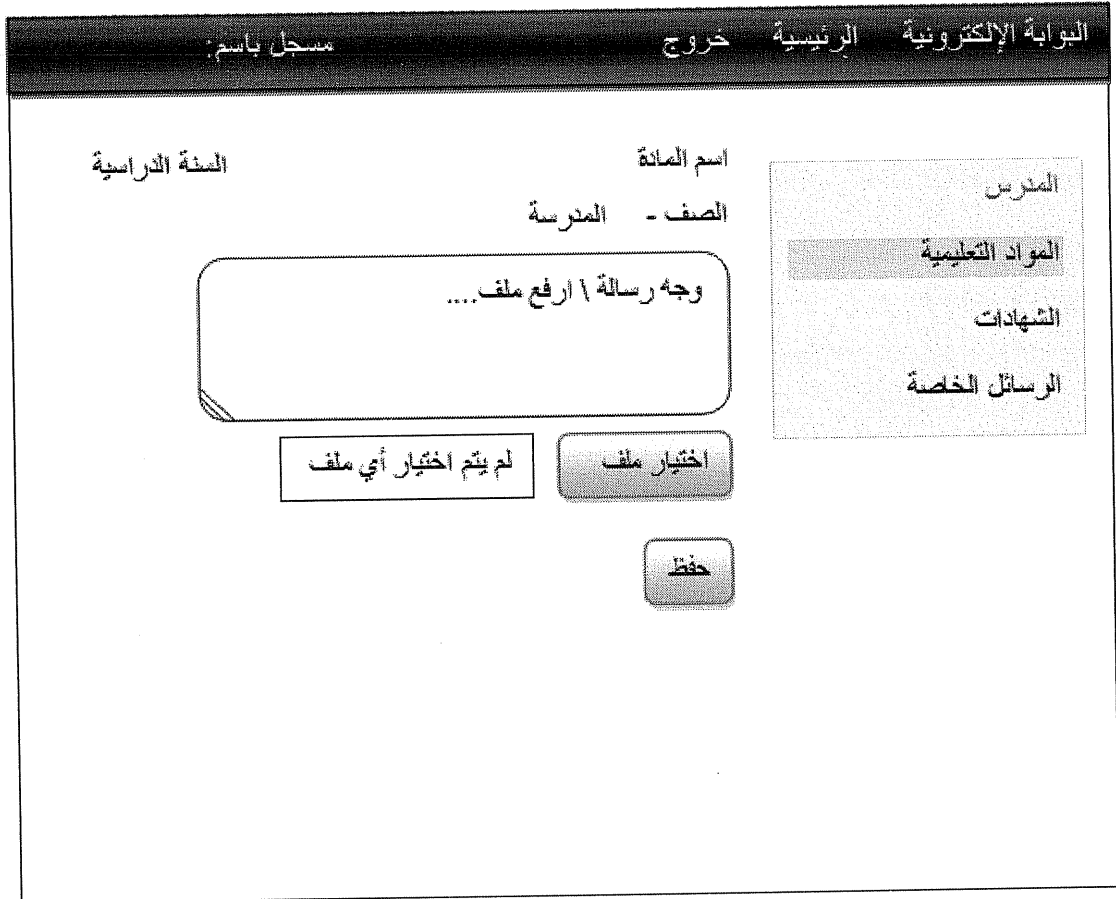 البوابة الإلكترونية الرئيسية خروج مسجل باسم:
المدرس
المواد التعليمية
الشهادات
الرسائل الخاصة
اسم المادة السنة الدراسية
الصف - المدرسة
وجه رسالة \ ارفع ملف....
اختيار ملف لم يتم اختيار أي ملف
حفظ